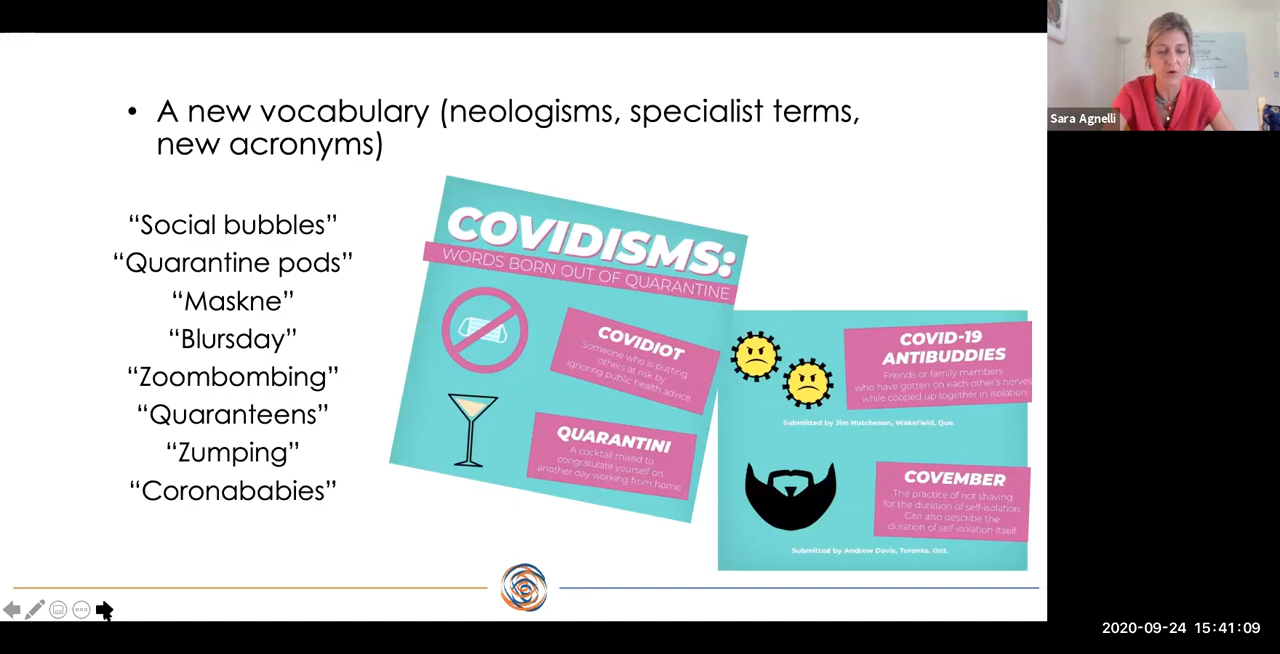 • A new vocabulary (neologisms, specialist terms,
new acronyms)
“Social bubbles”
“Quarantine pods”
“Maskne”
“Blursday”
“Zoombombing”
“Quaranteens”
“Zumping”
“Coronababies”
COVIDISMS:
WORDS BORN OUT OF QUARANTINE
COVIDIOT
Someone who is putting
others at risk by
ignoring public health advice.
QUARANTINI
A cocktail mixed to
congratulate yourself on
another day working from home.
COVID-19
ANTIBUDDIES
Friends or family members
who have gotten on each other's nerves
while cooped up together in isolation.
Submitted by Jim Hutcheson, Wakefield, Que.
COVEMBER
The practice of not shaving
for the duration of self-isolation.
Can also describe the
duration of self-isolation itself.
Submitted by Andrew Davis, Toronto, Ont.
Sara Agnelli
2020-09-24 15:41:09